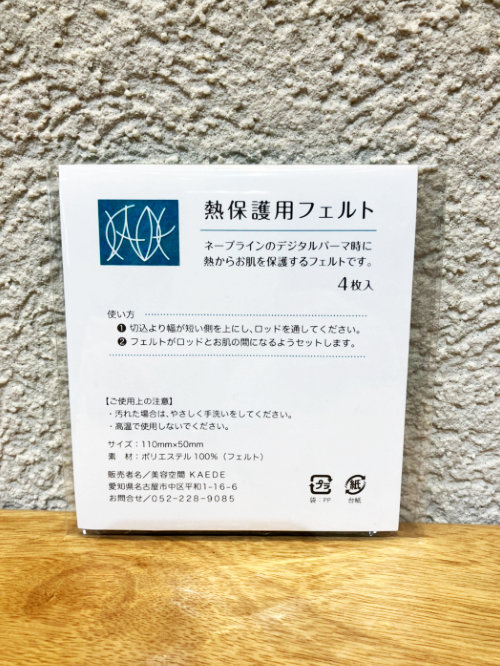 KAOK
熱保護用フェルト
ネープラインのデジタルパーマ時に
熱からお肌を保護するフェルトです。
4枚入
使い方
❶ 切込より幅が短い側を上にし、ロッドを通してください。
❷ フェルトがロッドとお肌の間になるようセットします。
【ご使用上の注意】
・汚れた場合は、やさしく手洗いをしてください。
・高温で使用しないでください。
サイズ：110mm×50mm
素　材：ポリエステル100%（フェルト）
販売者名／美容空間 KAEDE
愛知県名古屋市中区平和1-16-6
お問合せ／052-228-9085
プラ
袋：PP
紙
台紙